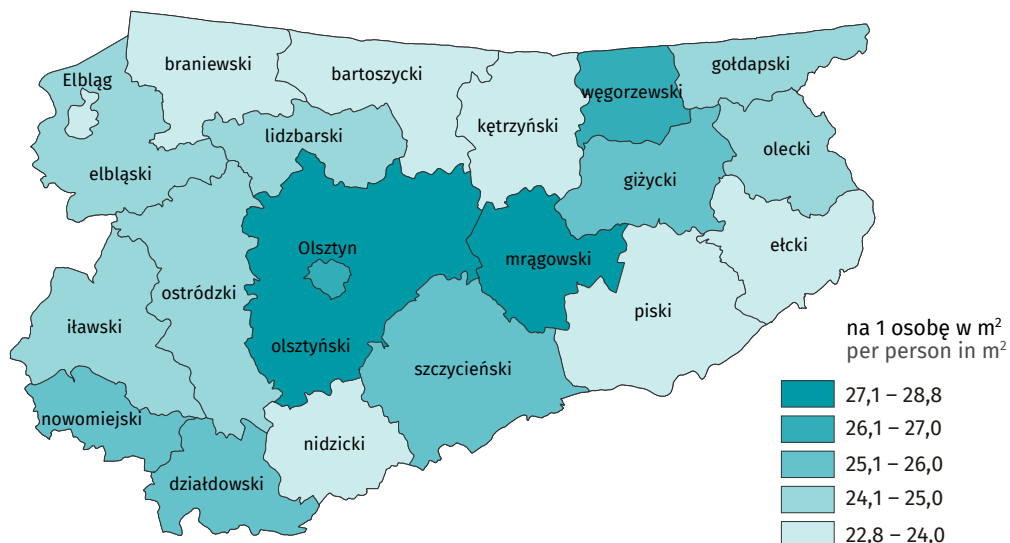 braniewski
bartoszycki
gołdapski
Elbląg
węgorzewski
kętrzyński
lidzbarski
olecki
elbląski
giżycki
Olsztyn
ełcki
mrągowski
ostródzki
piski
iławski
olsztyński
szczycieński
nowomiejski
nidzicki
działdowski
na 1 osobę w m²
per person in m²
27,1 – 28,8
26,1 – 27,0
25,1 – 26,0
24,1 – 25,0
22,8 – 24,0